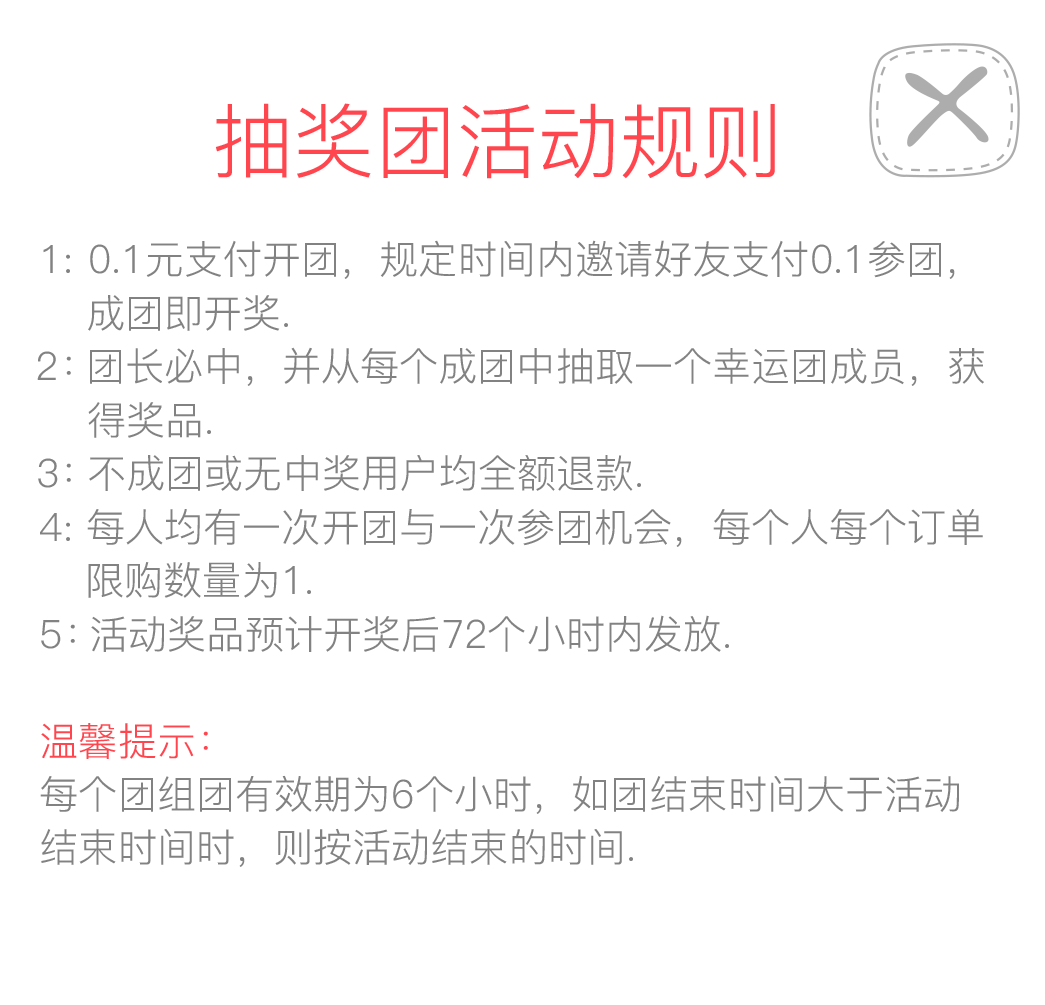 抽奖团活动规则
1: 0.1元支付开团，规定时间内邀请好友支付0.1参团，
成团即开奖.
2: 团长必中，并从每个成团中抽取一个幸运团成员，获
得奖品.
3: 不成团或无中奖用户均全额退款.
4: 每人均有一次开团与一次参团机会，每个人每个订单
限购数量为1.
5: 活动奖品预计开奖后72个小时内发放.
温馨提示:
每个团组团有效期为6个小时，如团结束时间大于活动
结束时间时，则按活动结束的时间.